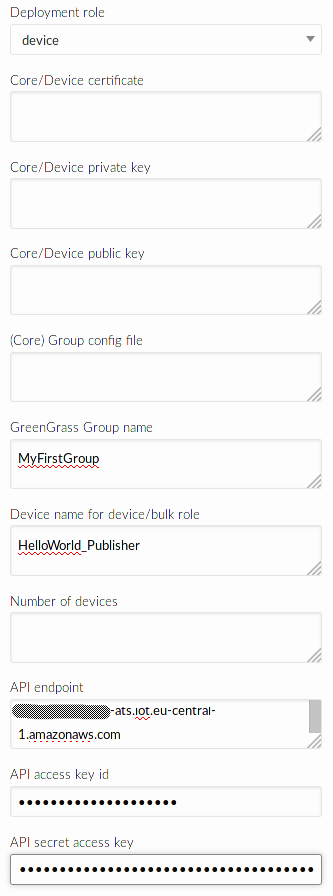 Deployment role
device
Core/Device certificate
Core/Device private key
Core/Device public key
(Core) Group config file
GreenGrass Group name
MyFirstGroup
Device name for device/bulk role
HelloWorld_Publisher
Number of devices
API endpoint
-ats.iot.eu-central-
1.amazonaws.com
API access key id
API secret access key